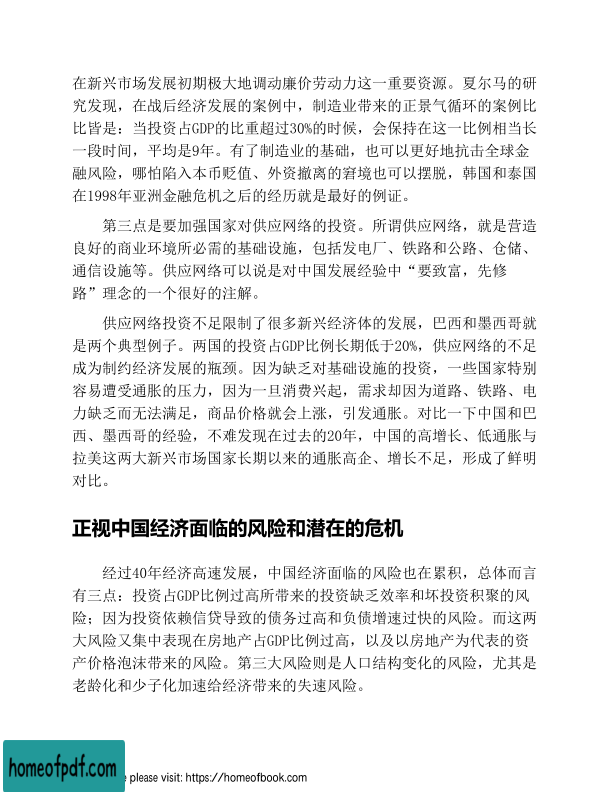 在新兴市场发展初期极大地调动廉价劳动力这一重要资源。夏尔马的研
究发现，在战后经济发展的案例中，制造业带来的正景气循环的案例比
比皆是：当投资占GDP的比重超过30%的时候，会保持在这一比例相当长
一段时间，平均是9年。有了制造业的基础，也可以更好地抗击全球金
融风险，哪怕陷入本币贬值、外资撤离的窘境也可以摆脱，韩国和泰国
在1998年亚洲金融危机之后的经历就是最好的例证。
第三点是要加强国家对供应网络的投资。所谓供应网络，就是营造
良好的商业环境所必需的基础设施，包括发电厂、铁路和公路、仓储、
通信设施等。供应网络可以说是对中国发展经验中“要致富，先修
路”理念的一个很好的注解。
供应网络投资不足限制了很多新兴经济体的发展，巴西和墨西哥就
是两个典型例子。两国的投资占GDP比例长期低于20%，供应网络的不足
成为制约经济发展的瓶颈。因为缺乏对基础设施的投资，一些国家特别
容易遭受通胀的压力，因为一旦消费兴起，需求却因为道路、铁路、电
力缺乏而无法满足，商品价格就会上涨，引发通胀。对比一下中国和巴
西、墨西哥的经验，不难发现在过去的20年，中国的高增长、低通胀与
拉美这两大新兴市场国家长期以来的通胀高企、增长不足，形成了鲜明
对比。
正视中国经济面临的风险和潜在的危机
经过40年经济高速发展，中国经济面临的风险也在累积，总体而言
有三点：投资占GDP比例过高所带来的投资缺乏效率和坏投资积聚的风
险；因为投资依赖信贷导致的债务过高和负债增速过快的风险。而这两
大风险又集中表现在房地产占GDP比例过高，以及以房地产为代表的资
产价格泡沫带来的风险。第三大风险则是人口结构变化的风险，尤其是
老龄化和少子化加速给经济带来的失速风险。
homeofpdf.com
e please visit: https://homeofbook.com